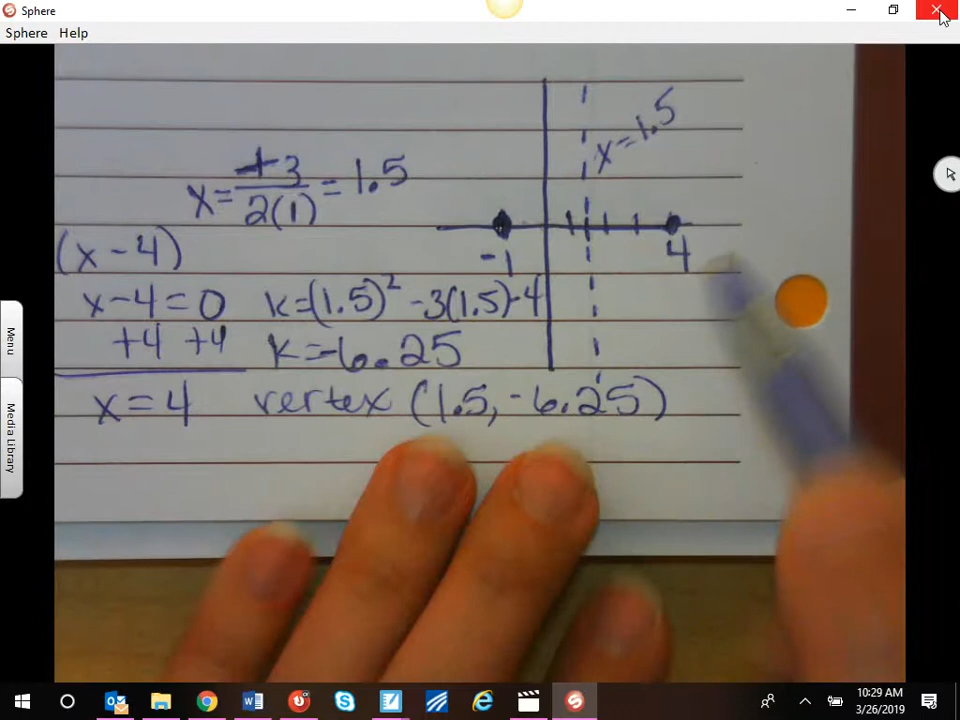 Sphere
Sphere Help
Menu
Media Library
x=1.5
x=+3/2(1)=1.5
-1
4
(x-4)
x-4=0
+4 +4
x=4
k=(1.5)²-3(1.5)-4
k=-6.25
vertex (1.5,-6.25)
10:29 AM
3/26/2019